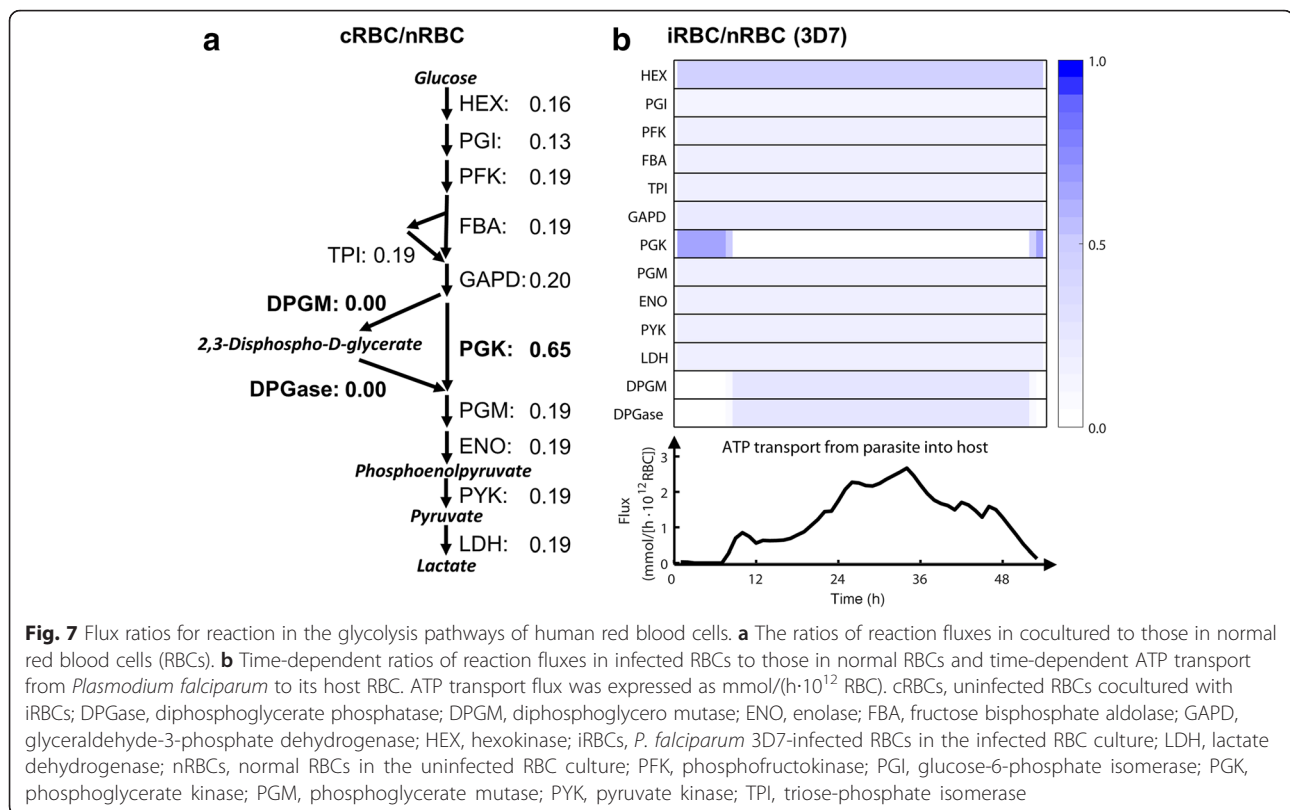 a cRBC/nRBC
Glucose
HEX: 0.16
PGI: 0.13
PFK: 0.19
FBA: 0.19
TPI: 0.19
GAPD: 0.20
DPGM: 0.00
2,3-Disphospho-D-glycerate
PGK: 0.65
DPGase: 0.00
PGM: 0.19
ENO: 0.19
Phosphoenolpyruvate
PYK: 0.19
Pyruvate
LDH: 0.19
Lactate
b iRBC/nRBC (3D7)
HEX
PGI
PFK
FBA
TPI
GAPD
PGK
PGM
ENO
PYK
LDH
DPGM
DPGase
1.0
0.5
0.0
ATP transport from parasite into host
Flux
(mmol/[h · 10¹² RBC])
3
2
1
0
0 12 24 36 48
Time (h)
Fig. 7 Flux ratios for reaction in the glycolysis pathways of human red blood cells. a The ratios of reaction fluxes in cocultured to those in normal
red blood cells (RBCs). b Time-dependent ratios of reaction fluxes in infected RBCs to those in normal RBCs and time-dependent ATP transport
from Plasmodium falciparum to its host RBC. ATP transport flux was expressed as mmol/(h·10¹² RBC). cRBCs, uninfected RBCs cocultured with
iRBCs; DPGase, diphosphoglycerate phosphatase; DPGM, diphosphoglycero mutase; ENO, enolase; FBA, fructose bisphosphate aldolase; GAPD,
glyceraldehyde-3-phosphate dehydrogenase; HEX, hexokinase; iRBCs, P. falciparum 3D7-infected RBCs in the infected RBC culture; LDH, lactate
dehydrogenase; nRBCs, normal RBCs in the uninfected RBC culture; PFK, phosphofructokinase; PGI, glucose-6-phosphate isomerase; PGK,
phosphoglycerate kinase; PGM, phosphoglycerate mutase; PYK, pyruvate kinase; TPI, triose-phosphate isomerase